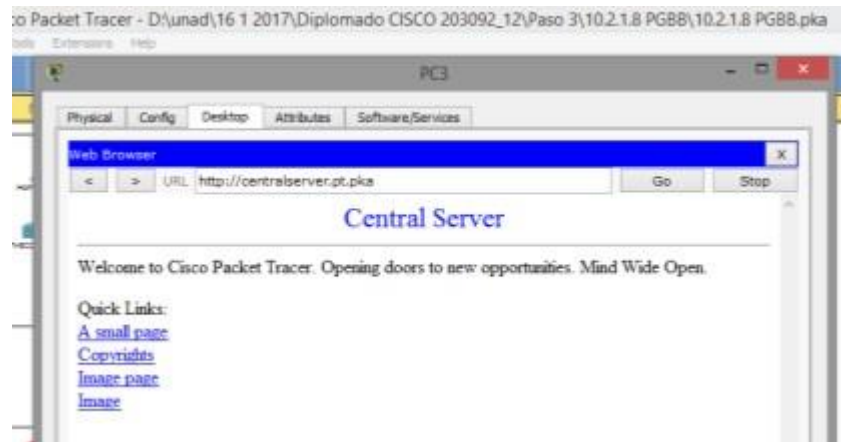 co Packet Tracer - D:\unad\16 1 2017\Diplomado CISCO 203092_12\Paso 3\10.2.1.8 PGBB\10.2.1.8 PGBB.pka
Extensions Help
PC3
Physical Config Desktop Attributes Software/Services
Web Browser X
< > URL http://centralserver.pt.pka Go Stop
Central Server
Welcome to Cisco Packet Tracer. Opening doors to new opportunities. Mind Wide Open.
Quick Links:
A small page
Copyrights
Image page
Image